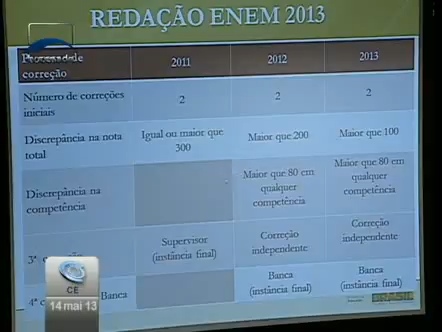 REDAÇÃO ENEM 2013
Processo de
correção
2011
2012
2013
Número de correções
iniciais
2
2
2
Discrepância na nota
total
Igual ou maior que
300
Maior que 200
Maior que 100
Discrepância na
competência
Maior que 80 em
qualquer
competência
Maior que 80 em
qualquer
competência
3ª
Supervisor
(instância final)
Correção
independente
Correção
independente
4ª
Banca
Banca
(instância final)
Banca
(instância final)
CE
14 mai 13